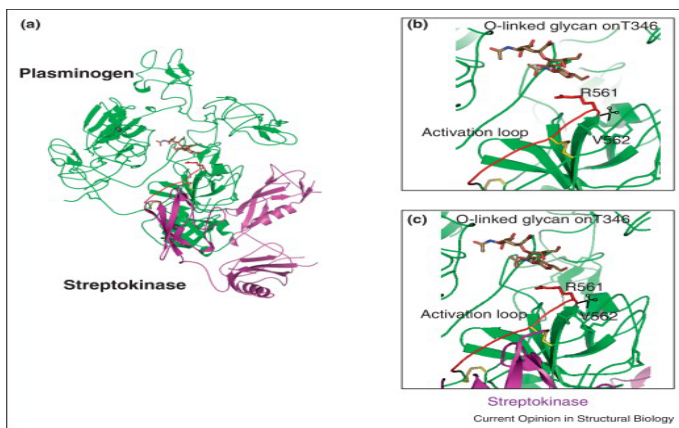 (a)
Plasminogen
Streptokinase
(b)
O-linked glycan onT346
R561
Activation loop
V562
(c)
O-linked glycan onT346
R561
Activation loop
V562
Streptokinase
Current Opinion in Structural Biology